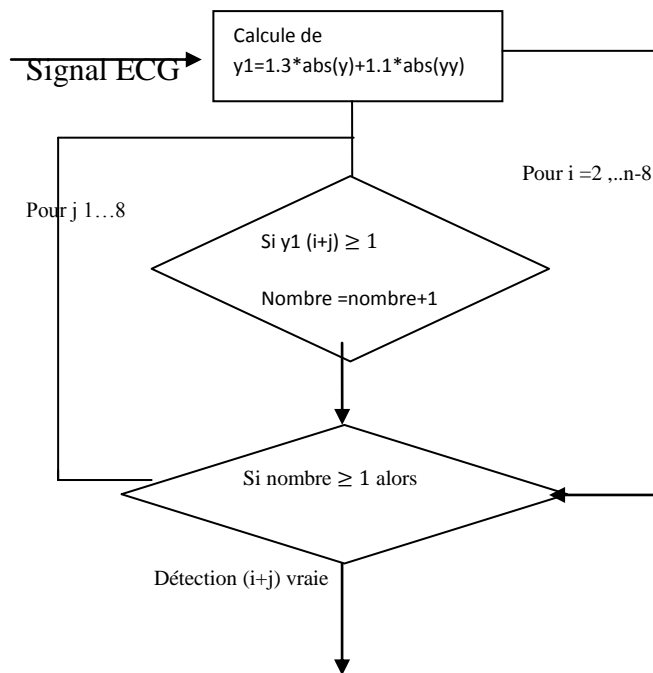 Calcule de
y1=1.3*abs(y)+1.1*abs(yy)
Signal ECG
Pour i =2 ,..n-8
Pour j 1…8
Si y1 (i+j) ≥ 1
Nombre =nombre+1
Si nombre ≥ 1 alors
Détection (i+j) vraie